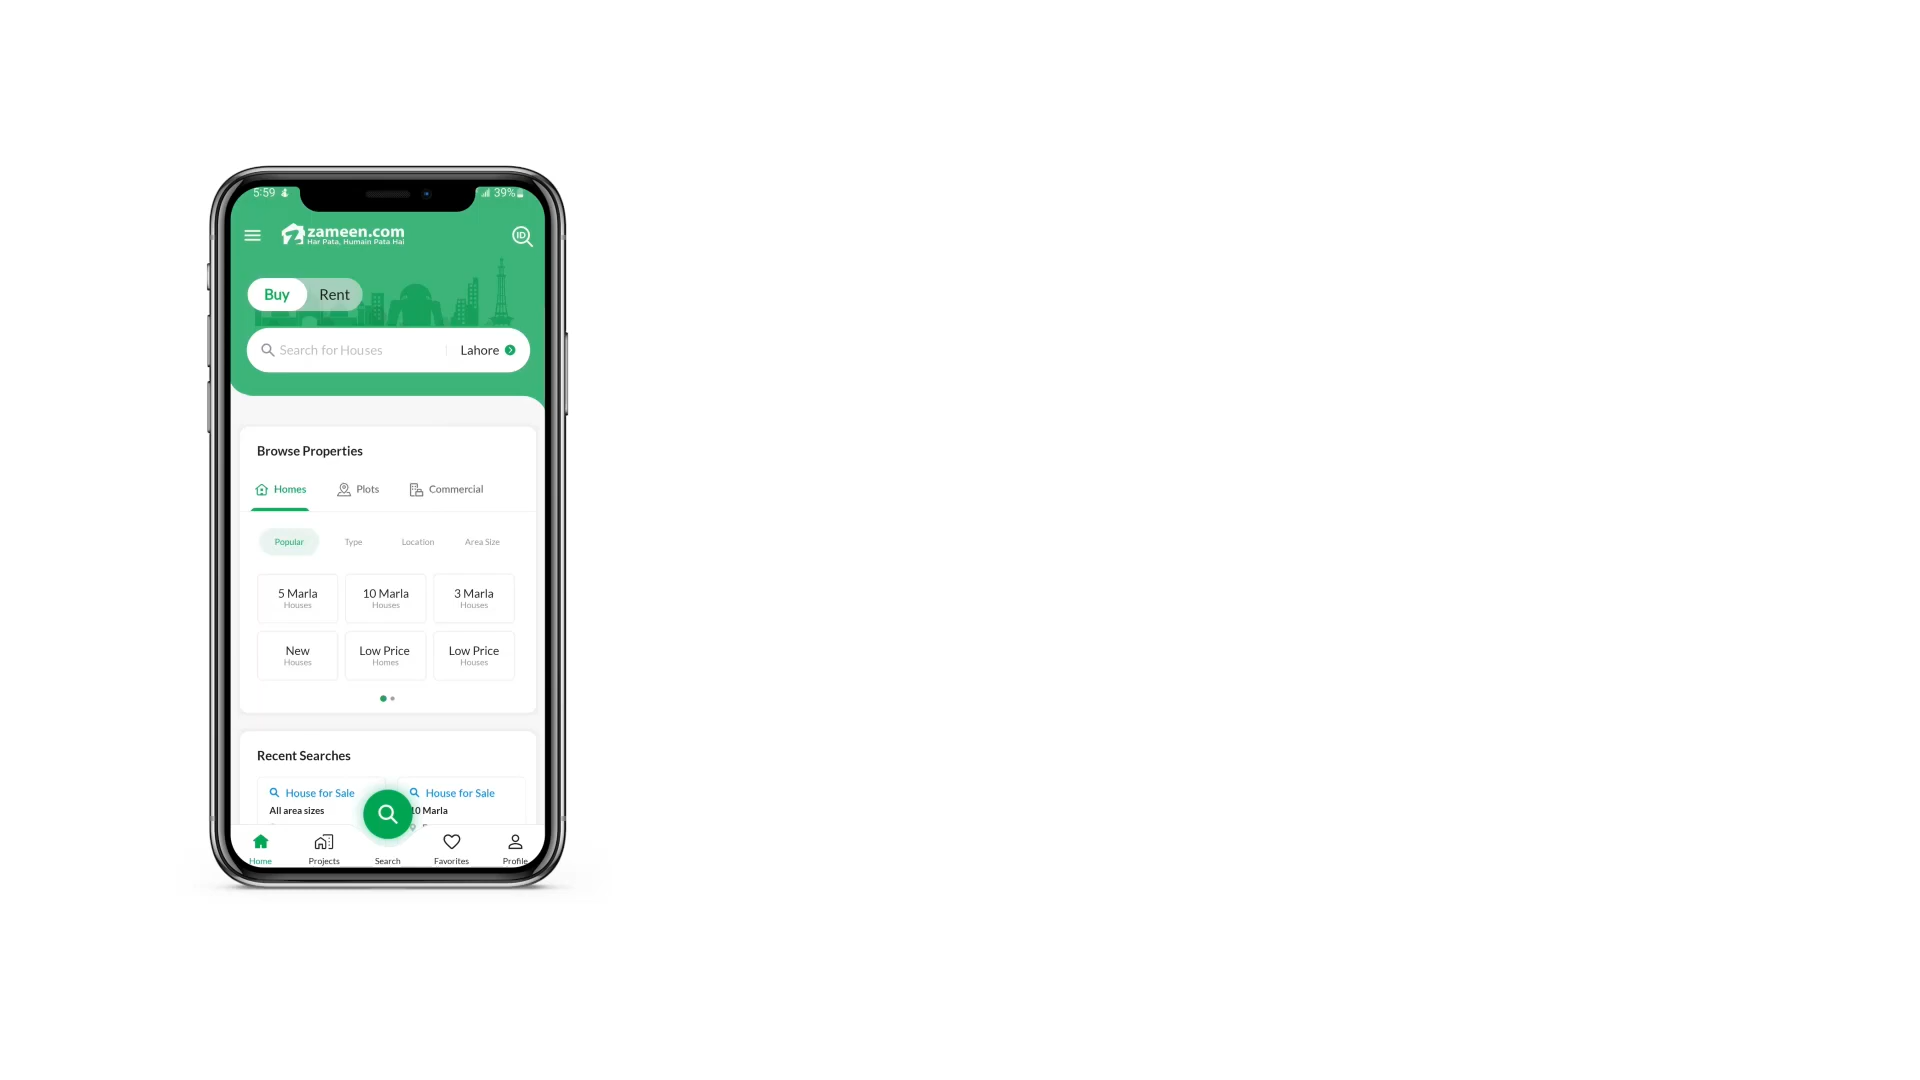 5:59
39%
zameen.com
Har Pata, Humain Pata Hai
ID
Buy Rent
Search for Houses Lahore
Browse Properties
Homes Plots Commercial
Popular Type Location Area Size
5 Marla 10 Marla 3 Marla
Houses Houses Houses
New Low Price Low Price
Houses Homes Houses
Recent Searches
House for Sale House for Sale
All area sizes 10 Marla
Home Projects Search Favorites Profile